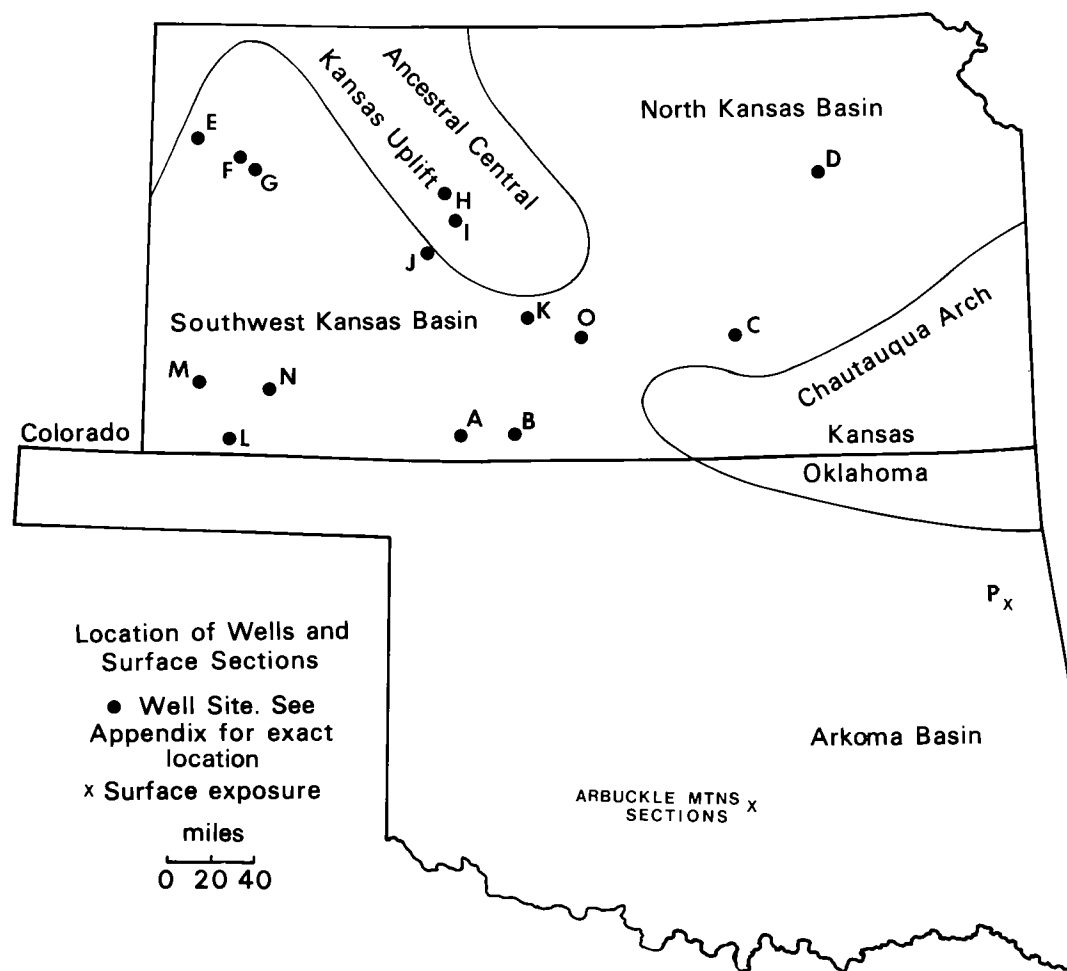 Ancestral Central
Kansas Uplift
North Kansas Basin
E
F
G
D
H
I
J
Southwest Kansas Basin
K
O
C
Chautauqua Arch
M
N
L
A
B
Colorado
Kansas
Oklahoma
P x
Location of Wells and
Surface Sections
● Well Site. See
Appendix for exact
location
x Surface exposure
miles
0 20 40
Arkoma Basin
ARBUCKLE MTNS x
SECTIONS